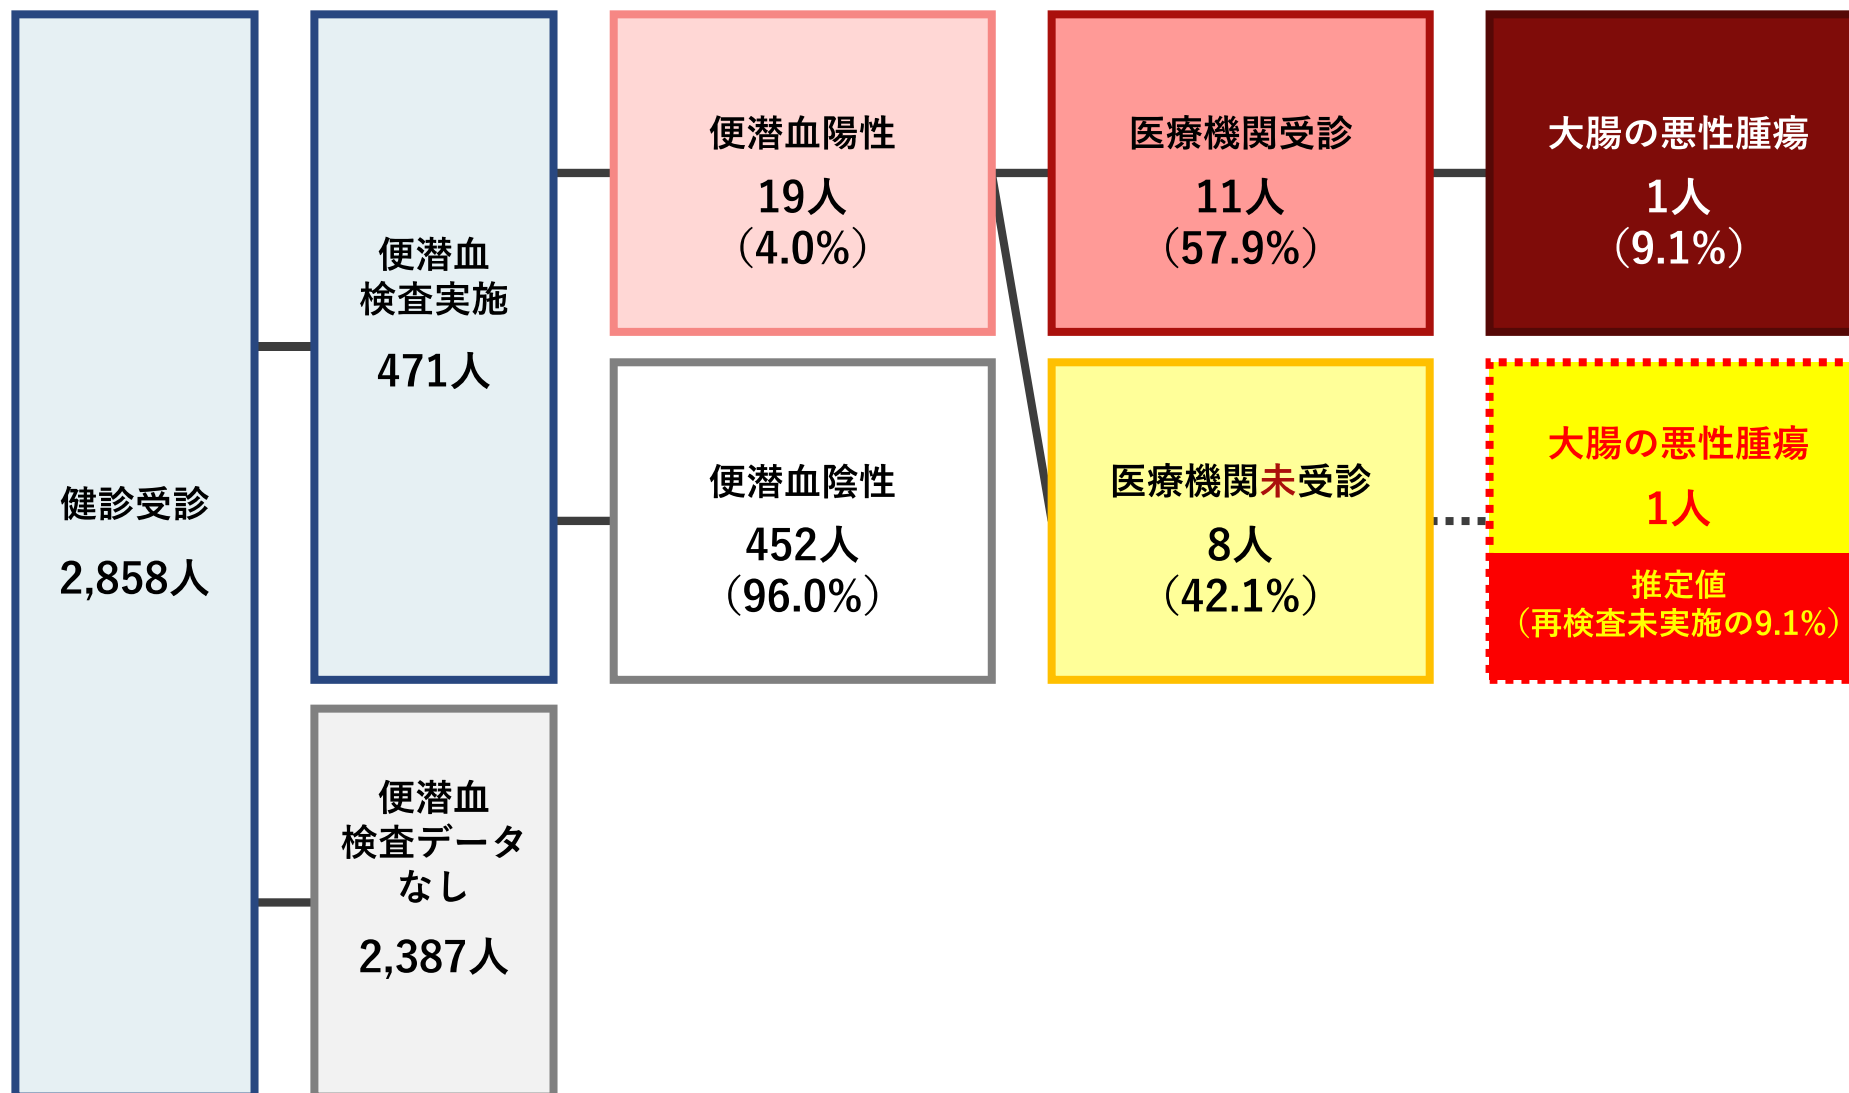 健診受診
2,858人
便潜血
検査実施
471人
便潜血
検査データ
なし
2,387人
便潜血陽性
19人
（4.0%）
便潜血陰性
452人
（96.0%）
医療機関受診
11人
（57.9%）
医療機関未受診
8人
（42.1%）
大腸の悪性腫瘍
1人
（9.1%）
大腸の悪性腫瘍
1人
推定値
（再検査未実施の9.1%）